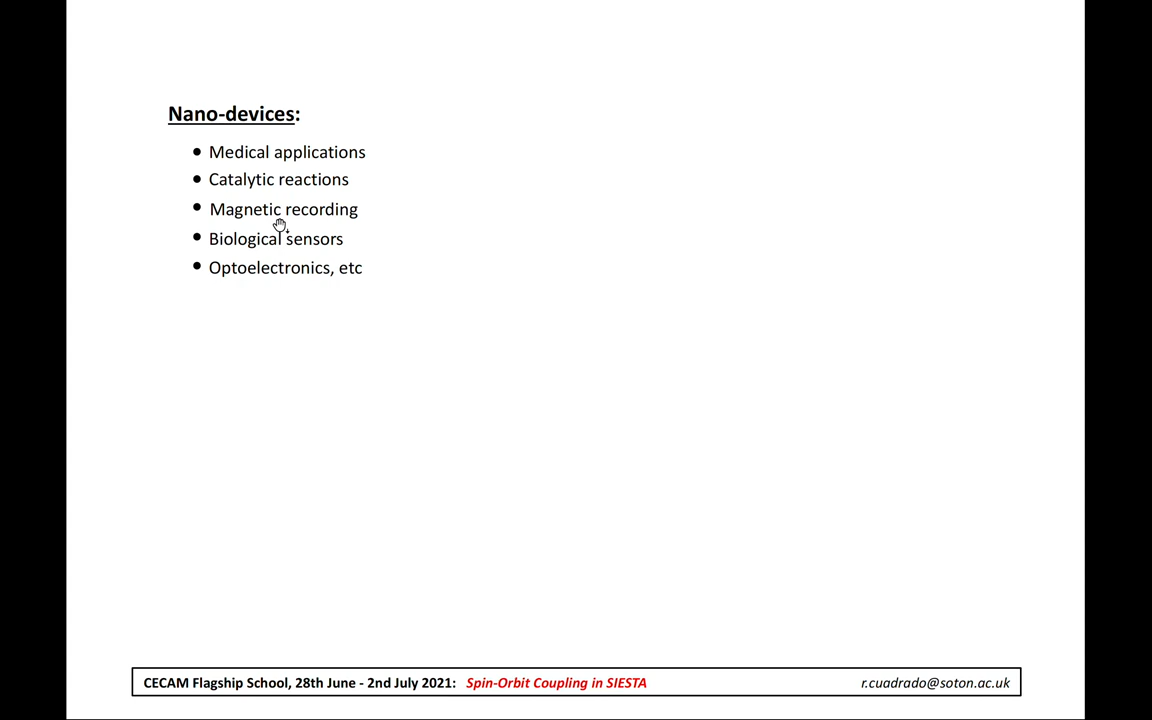 Nano-devices:
• Medical applications
• Catalytic reactions
• Magnetic recording
• Biological sensors
• Optoelectronics, etc
CECAM Flagship School, 28th June - 2nd July 2021: Spin-Orbit Coupling in SIESTA r.cuadrado@soton.ac.uk